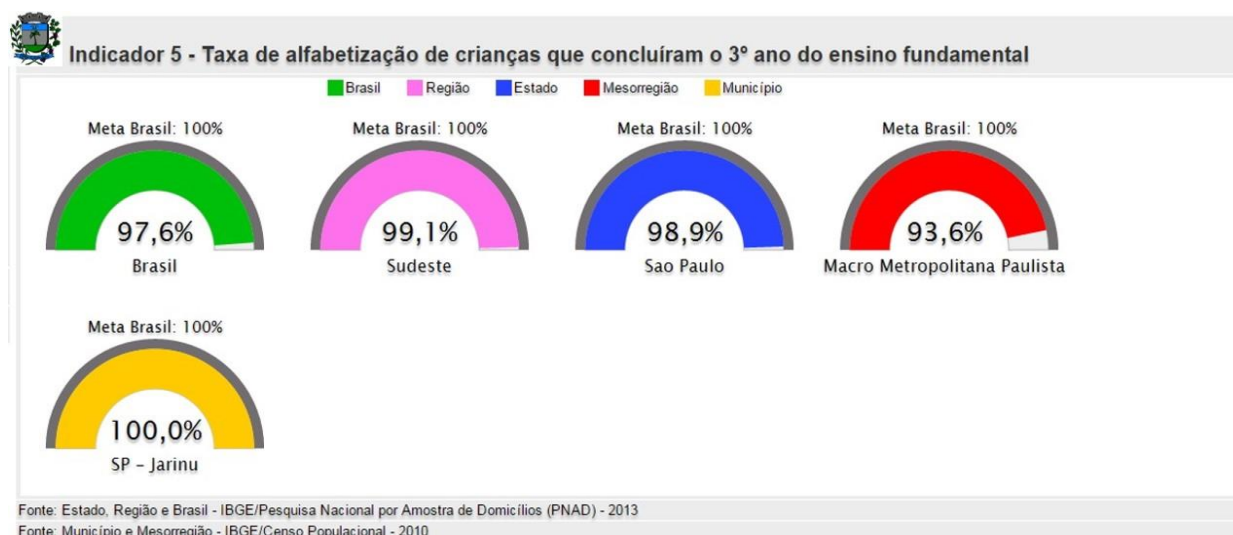 Indicador 5 - Taxa de alfabetização de crianças que concluíram o 3º ano do ensino fundamental
Brasil Região Estado Mesorregião Município
Meta Brasil: 100% Meta Brasil: 100% Meta Brasil: 100% Meta Brasil: 100%
97,6% 99,1% 98,9% 93,6%
Brasil Sudeste Sao Paulo Macro Metropolitana Paulista
Meta Brasil: 100%
100,0%
SP - Jarinu
Fonte: Estado, Região e Brasil - IBGE/Pesquisa Nacional por Amostra de Domicílios (PNAD) - 2013
Fonte: Município e Mesorregião - IBGE/Censo Populacional - 2010